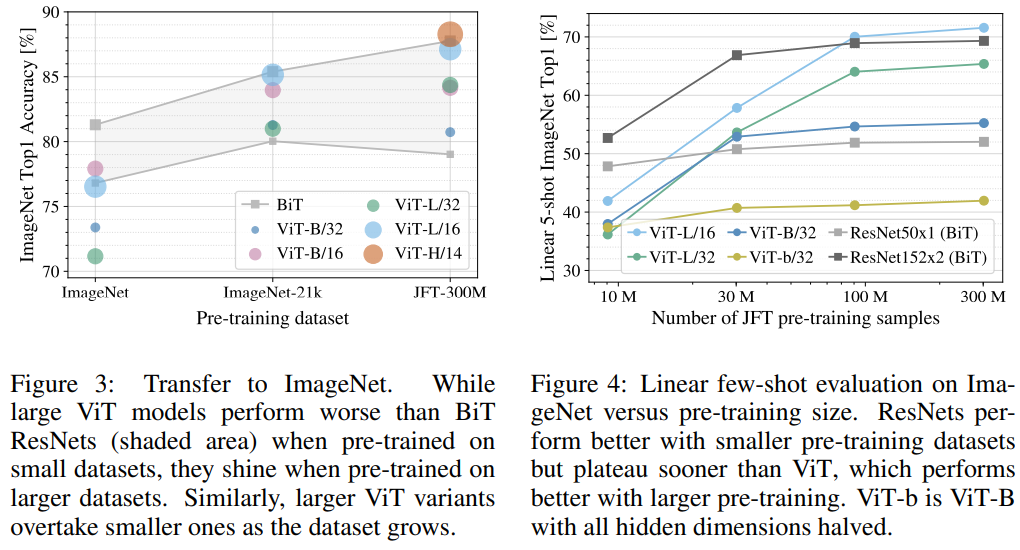 ImageNet Top1 Accuracy [%]
90
85
80
75
70
BiT
ViT-B/32
ViT-B/16
ViT-L/32
ViT-L/16
ViT-H/14
ImageNet
ImageNet-21k
JFT-300M
Pre-training dataset
Linear 5-shot ImageNet Top1 [%]
70
60
50
40
30
ViT-L/16
ViT-L/32
ViT-B/32
ViT-b/32
ResNet50x1 (BiT)
ResNet152x2 (BiT)
10 M
30 M
100 M
300 M
Number of JFT pre-training samples
Figure 3: Transfer to ImageNet. While
large ViT models perform worse than BiT
ResNets (shaded area) when pre-trained on
small datasets, they shine when pre-trained on
larger datasets. Similarly, larger ViT variants
overtake smaller ones as the dataset grows.
Figure 4: Linear few-shot evaluation on Ima-
geNet versus pre-training size. ResNets per-
form better with smaller pre-training datasets
but plateau sooner than ViT, which performs
better with larger pre-training. ViT-b is ViT-B
with all hidden dimensions halved.